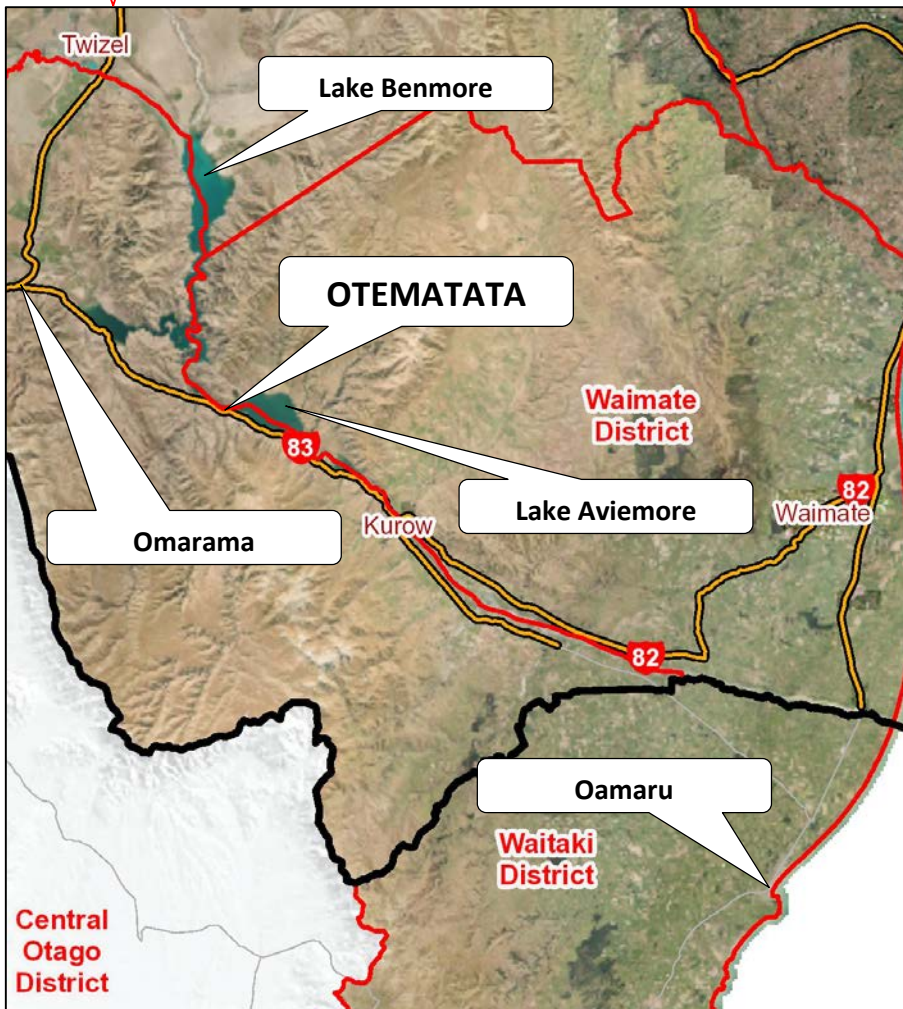 Twizel
Lake Benmore
OTEMATATA
Waimate
District
83
82
Lake Aviemore
Waimate
Kurow
Omarama
82
Oamaru
Waitaki
District
Central
Otago
District